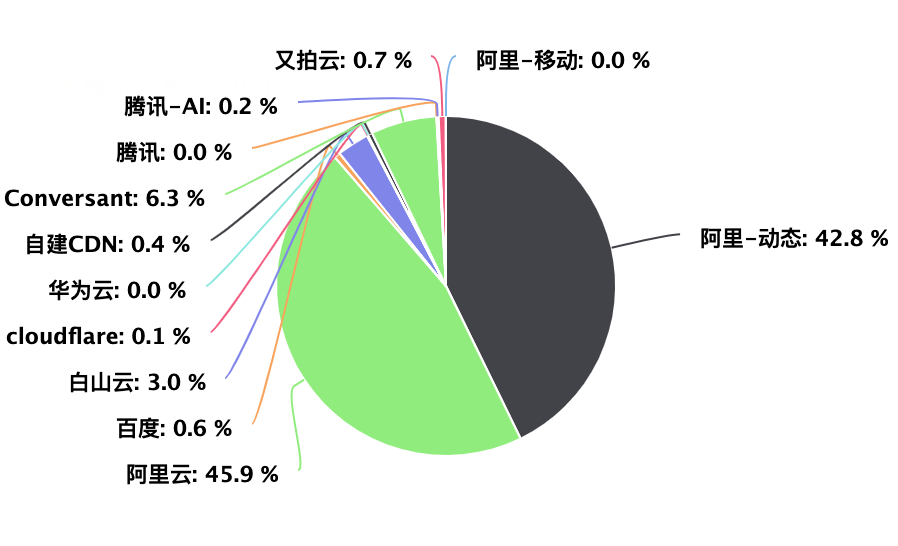 又拍云: 0.7 %
阿里-移动: 0.0 %
腾讯-AI: 0.2 %
腾讯: 0.0 %
Conversant: 6.3 %
自建CDN: 0.4 %
阿里-动态: 42.8 %
华为云: 0.0 %
cloudflare: 0.1 %
白山云: 3.0 %
百度: 0.6 %
阿里云: 45.9 %